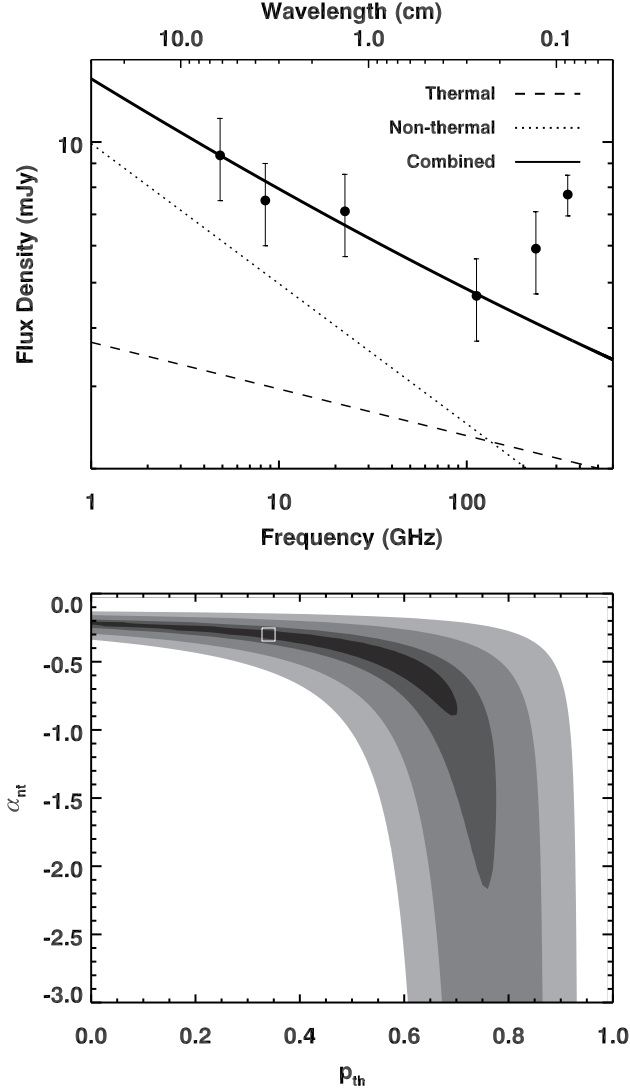 Wavelength (cm)
10.0 1.0 0.1
Thermal
Non-thermal
Combined
10
Flux Density (mJy)
1 10 100
Frequency (GHz)
0.0
-0.5
-1.0
-1.5
-2.0
-2.5
-3.0
αnt
0.0 0.2 0.4 0.6 0.8 1.0
pth